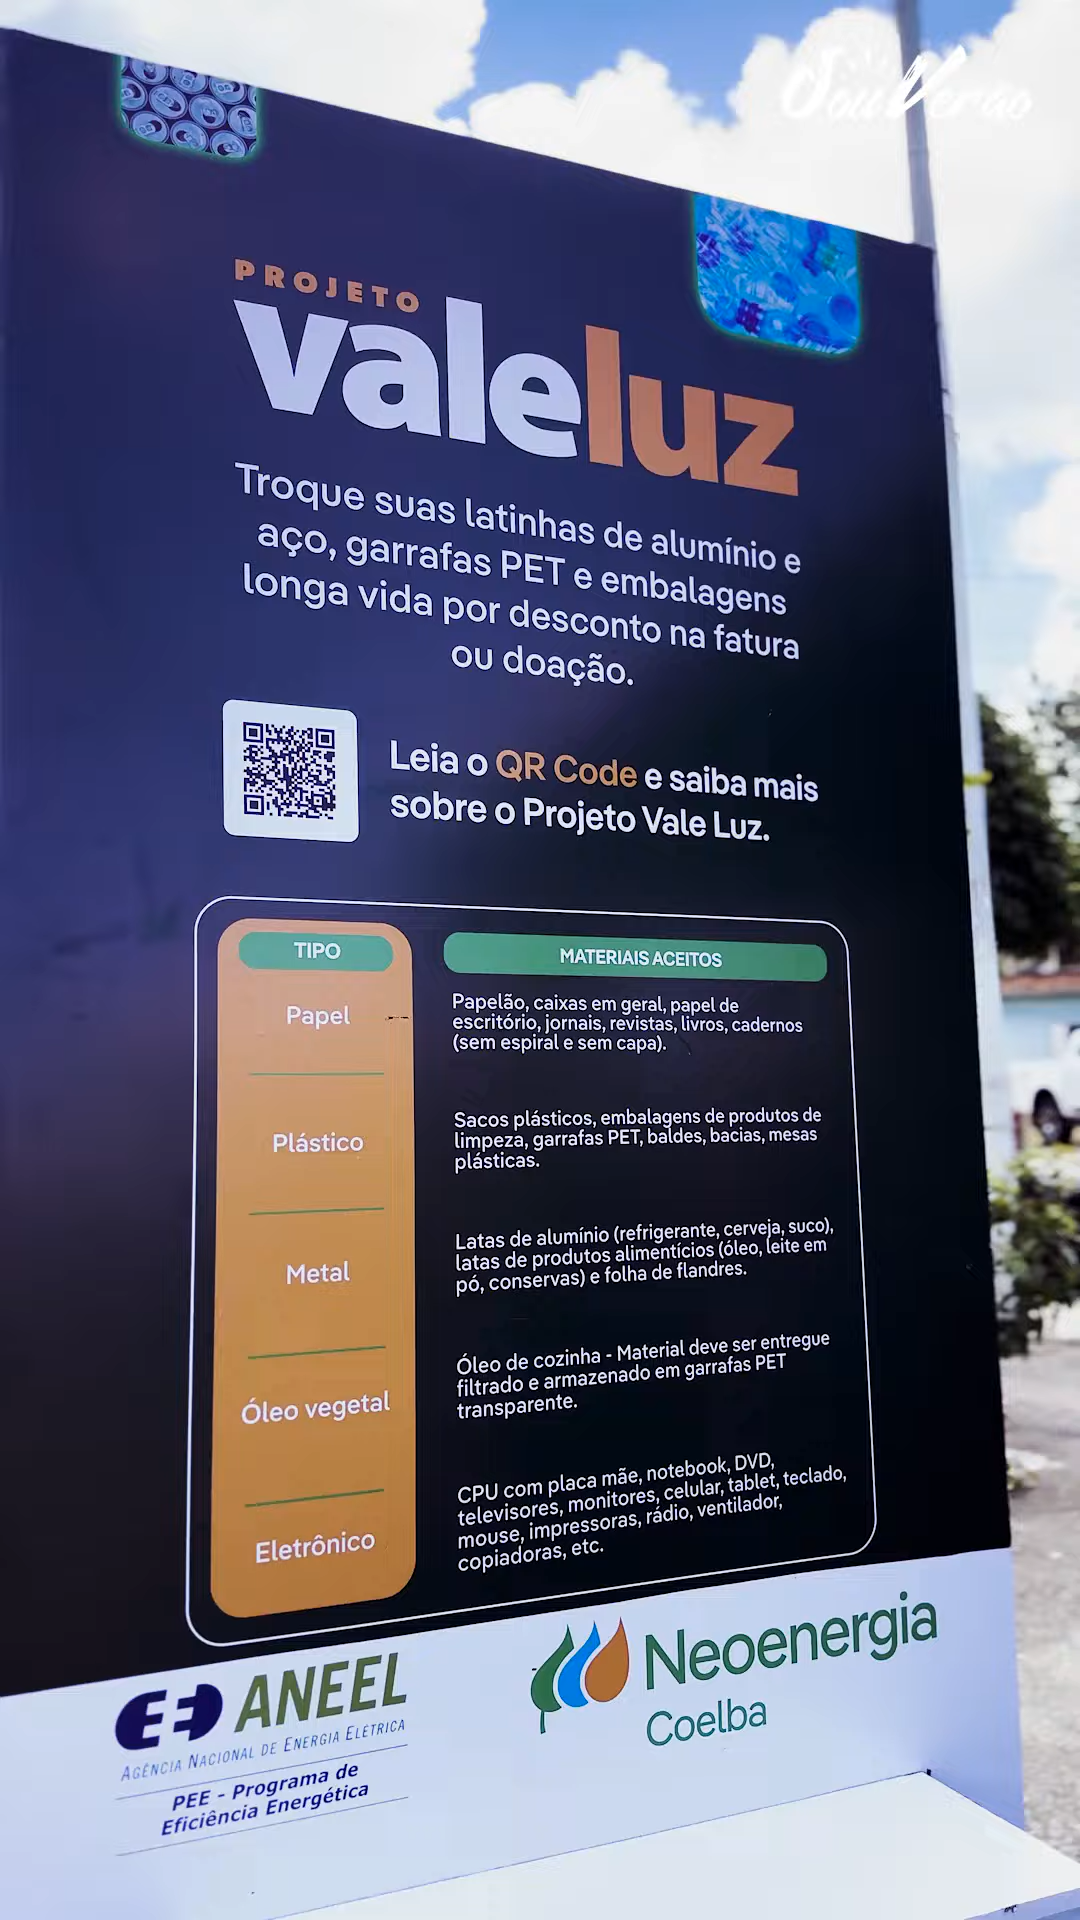 Sou Verão
PROJETO
valeluz
Troque suas latinhas de alumínio e
aço, garrafas PET e embalagens
longa vida por desconto na fatura
ou doação.
Leia o QR Code e saiba mais
sobre o Projeto Vale Luz.
TIPO
MATERIAIS ACEITOS
Papel
Papelão, caixas em geral, papel de
escritório, jornais, revistas, livros, cadernos
(sem espiral e sem capa).
Plástico
Sacos plásticos, embalagens de produtos de
limpeza, garrafas PET, baldes, bacias, mesas
plásticas.
Metal
Latas de alumínio (refrigerante, cerveja, suco),
latas de produtos alimentícios (óleo, leite em
pó, conservas) e folha de flandres.
Óleo vegetal
Óleo de cozinha - Material deve ser entregue
filtrado e armazenado em garrafas PET
transparente.
Eletrônico
CPU com placa mãe, notebook, DVD,
televisores, monitores, celular, tablet, teclado,
mouse, impressoras, rádio, ventilador,
copiadoras, etc.
ANEEL
AGÊNCIA NACIONAL DE ENERGIA ELÉTRICA
PEE - Programa de
Eficiência Energética
Neoenergia
Coelba